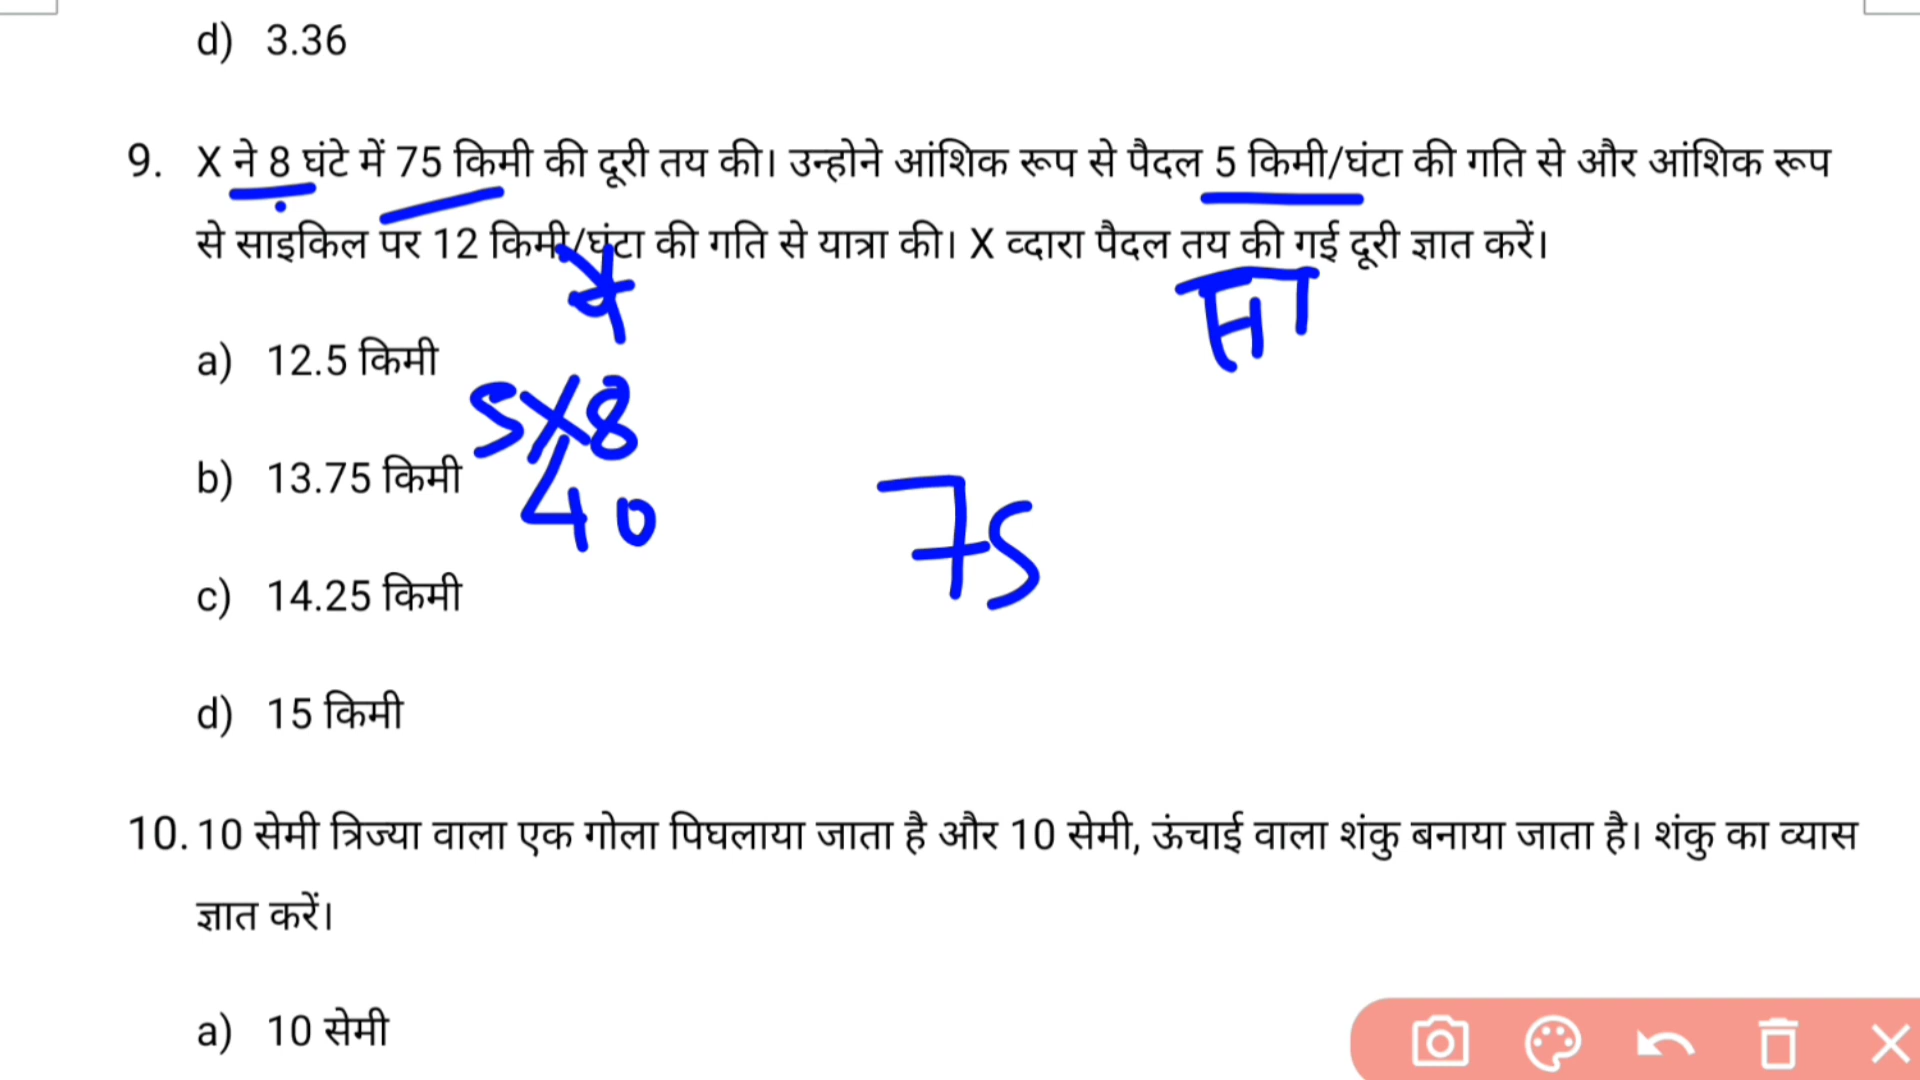 d) 3.36
9. X ने 8 घंटे में 75 किमी की दूरी तय की। उन्होने आंशिक रूप से पैदल 5 किमी/घंटा की गति से और आंशिक रूप
से साइकिल पर 12 किमी/घंटा की गति से यात्रा की। X व्दारा पैदल तय की गई दूरी ज्ञात करें।
a) 12.5 किमी
5x8
b) 13.75 किमी
40
75
c) 14.25 किमी
d) 15 किमी
10. 10 सेमी त्रिज्या वाला एक गोला पिघलाया जाता है और 10 सेमी, ऊंचाई वाला शंकु बनाया जाता है। शंकु का व्यास
ज्ञात करें।
a) 10 सेमी